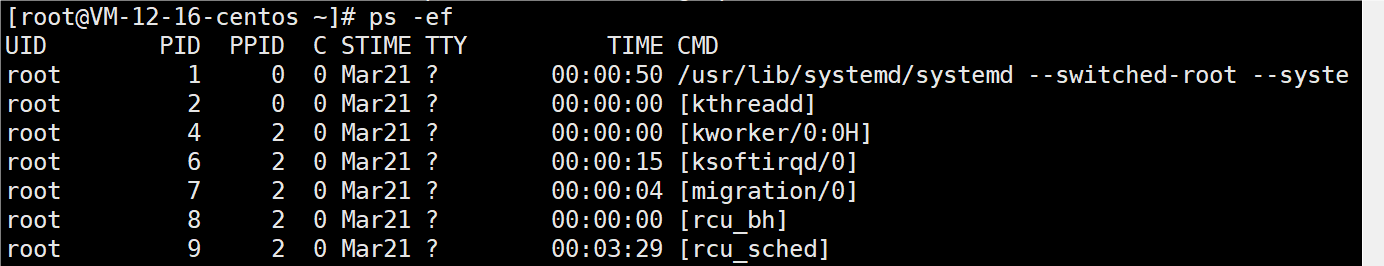 [root@VM-12-16-centos ~]# ps -ef
UID        PID  PPID  C STIME TTY          TIME CMD
root         1     0  0 Mar21 ?        00:00:50 /usr/lib/systemd/systemd --switched-root --syste
root         2     0  0 Mar21 ?        00:00:00 [kthreadd]
root         4     2  0 Mar21 ?        00:00:00 [kworker/0:0H]
root         6     2  0 Mar21 ?        00:00:15 [ksoftirqd/0]
root         7     2  0 Mar21 ?        00:00:04 [migration/0]
root         8     2  0 Mar21 ?        00:00:00 [rcu_bh]
root         9     2  0 Mar21 ?        00:03:29 [rcu_sched]